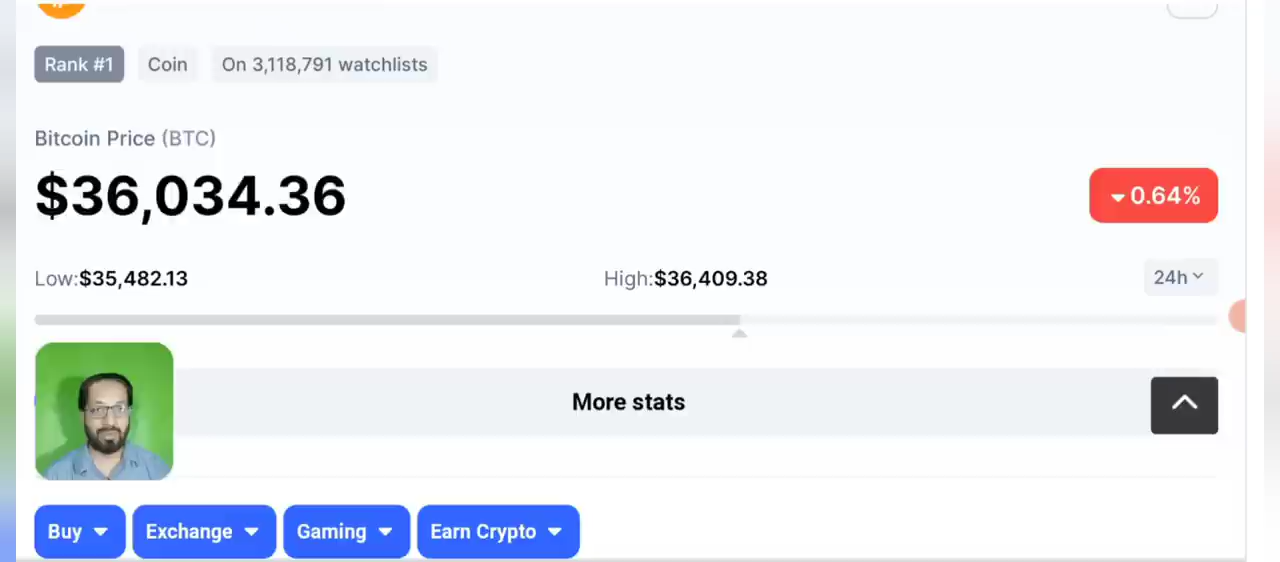 Rank #1 Coin On 3,118,791 watchlists
Bitcoin Price (BTC)
$36,034.36 0.64%
Low:$35,482.13 High:$36,409.38 24h
More stats
Buy Exchange Gaming Earn Crypto